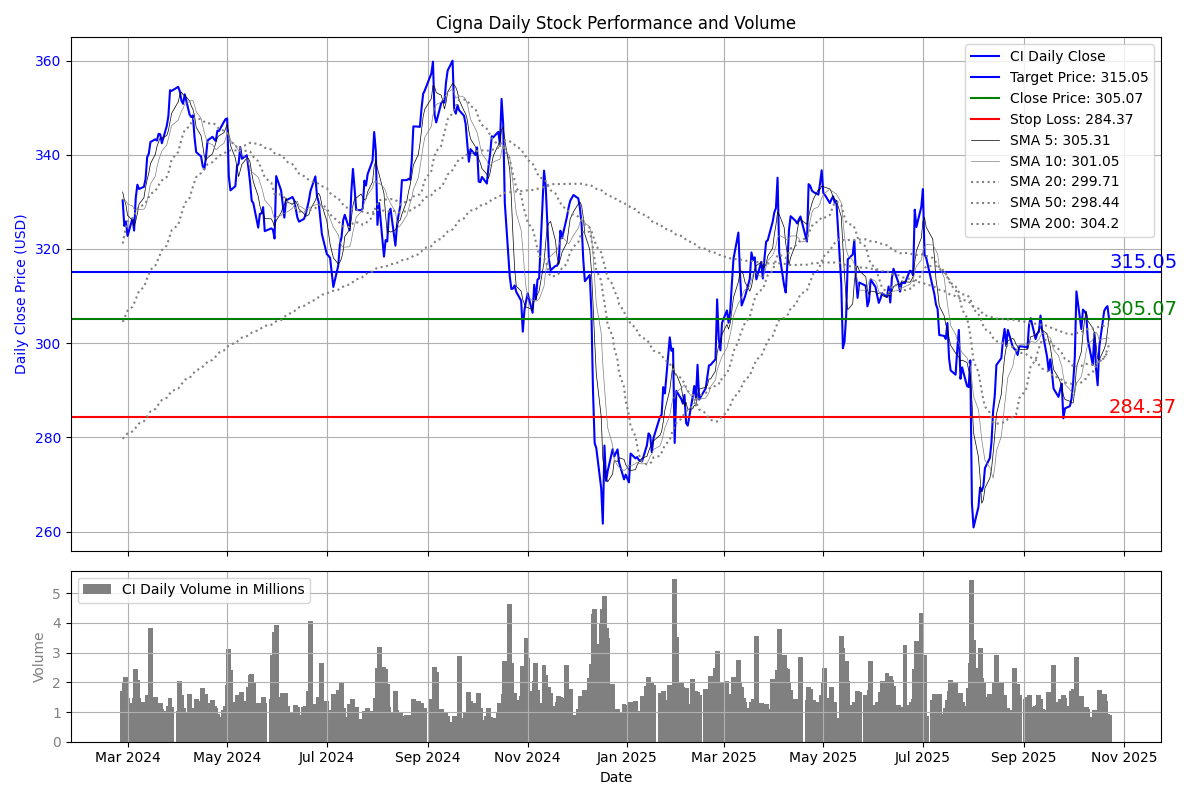 Cigna Daily Stock Performance and Volume
Daily Close Price (USD)
360
340
320
300
280
260
CI Daily Close
Target Price: 315.05
Close Price: 305.07
Stop Loss: 284.37
SMA 5: 305.31
SMA 10: 301.05
SMA 20: 299.71
SMA 50: 298.44
SMA 200: 304.2
315.05
305.07
284.37
CI Daily Volume in Millions
Volume
5
4
3
2
1
0
Mar 2024 May 2024 Jul 2024 Sep 2024 Nov 2024 Jan 2025 Mar 2025 May 2025 Jul 2025 Sep 2025 Nov 2025
Date